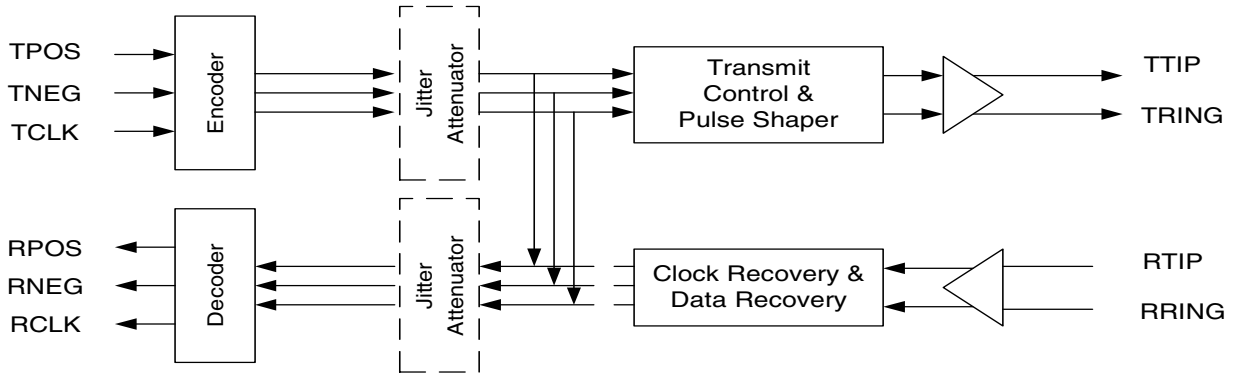 TPOS
TNEG
TCLK
Encoder
Jitter
Attenuator
Transmit
Control &
Pulse Shaper
TTIP
TRING
RPOS
RNEG
RCLK
Decoder
Jitter
Attenuator
Clock Recovery &
Data Recovery
RTIP
RRING